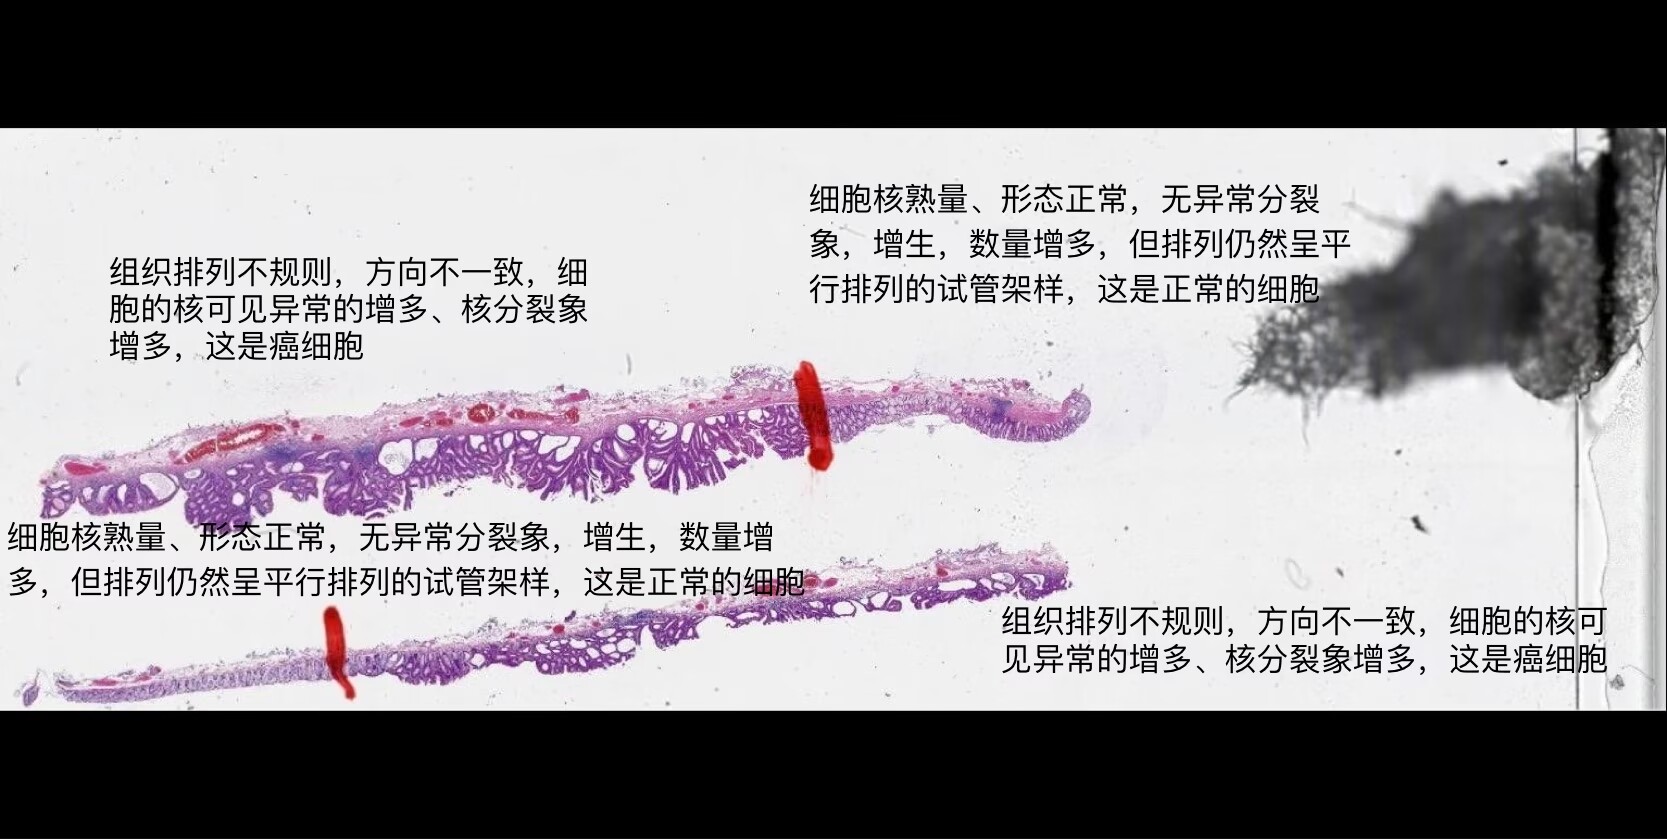 细胞核熟量、形态正常，无异常分裂
象，增生，数量增多，但排列仍然呈平
行排列的试管架样，这是正常的细胞
组织排列不规则，方向不一致，细
胞的核可见异常的增多、核分裂象
增多，这是癌细胞
细胞核熟量、形态正常，无异常分裂象，增生，数量增
多，但排列仍然呈平行排列的试管架样，这是正常的细胞
组织排列不规则，方向不一致，细胞的核可
见异常的增多、核分裂象增多，这是癌细胞